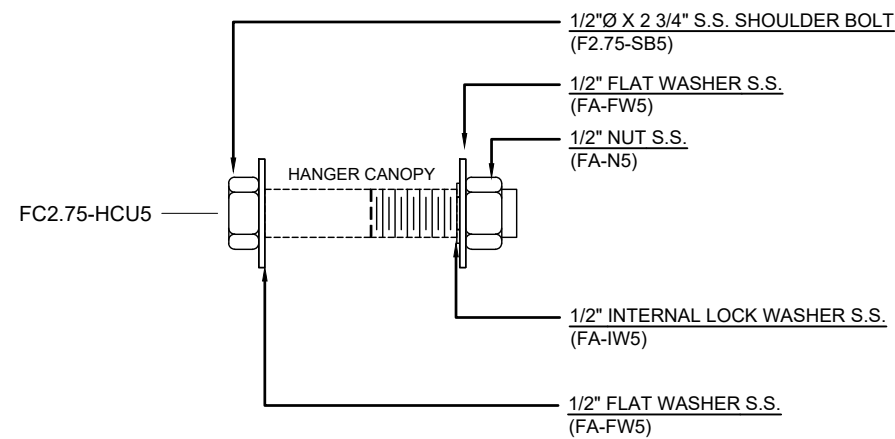 1/2"Ø X 2 3/4" S.S. SHOULDER BOLT
(F2.75-SB5)
1/2" FLAT WASHER S.S.
(FA-FW5)
1/2" NUT S.S.
(FA-N5)
HANGER CANOPY
FC2.75-HCU5
1/2" INTERNAL LOCK WASHER S.S.
(FA-IW5)
1/2" FLAT WASHER S.S.
(FA-FW5)